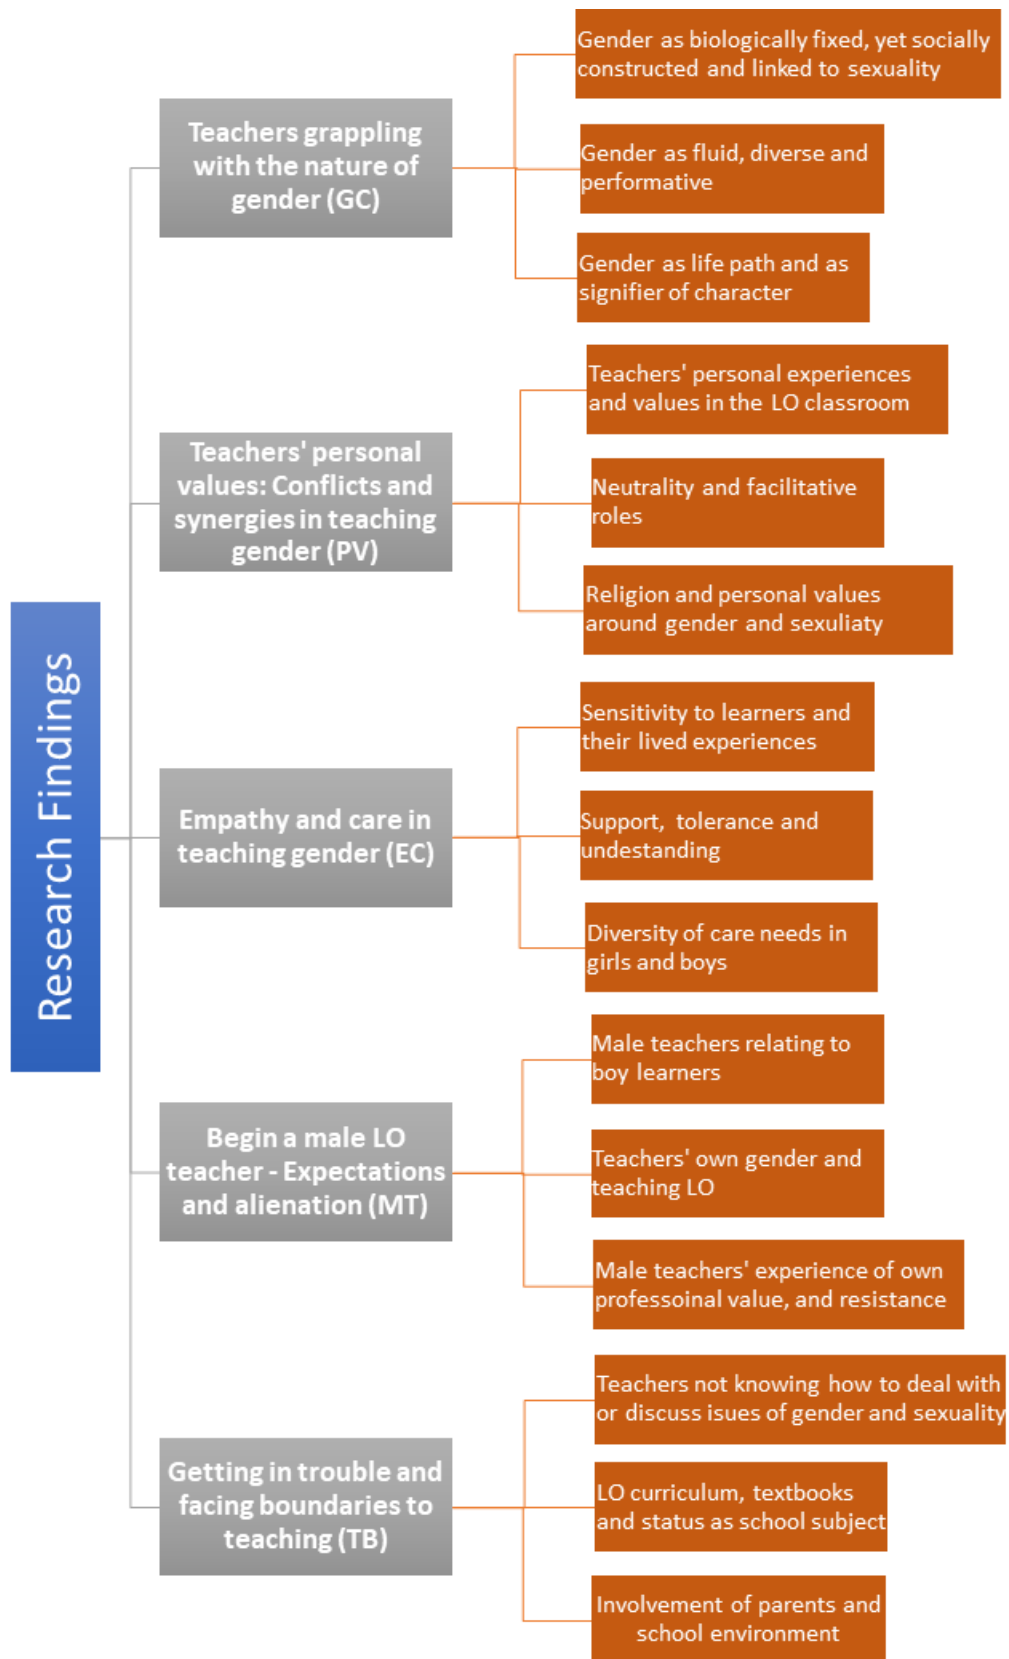 Research Findings
Teachers grappling
with the nature of
gender (GC)
Gender as biologically fixed, yet socially
constructed and linked to sexuality
Gender as fluid, diverse and
performative
Gender as life path and as
signifier of character
Teachers' personal
values: Conflicts and
synergies in teaching
gender (PV)
Teachers' personal experiences
and values in the LO classroom
Neutrality and facilitative
roles
Religion and personal values
around gender and sexuliaty
Empathy and care in
teaching gender (EC)
Sensitivity to learners and
their lived experiences
Support, tolerance and
undestanding
Diversity of care needs in
girls and boys
Begin a male LO
teacher - Expectations
and alienation (MT)
Male teachers relating to
boy learners
Teachers' own gender and
teaching LO
Male teachers' experience of own
professoinal value, and resistance
Getting in trouble and
facing boundaries to
teaching (TB)
Teachers not knowing how to deal with
or discuss isues of gender and sexuality
LO curriculum, textbooks
and status as school subject
Involvement of parents and
school environment